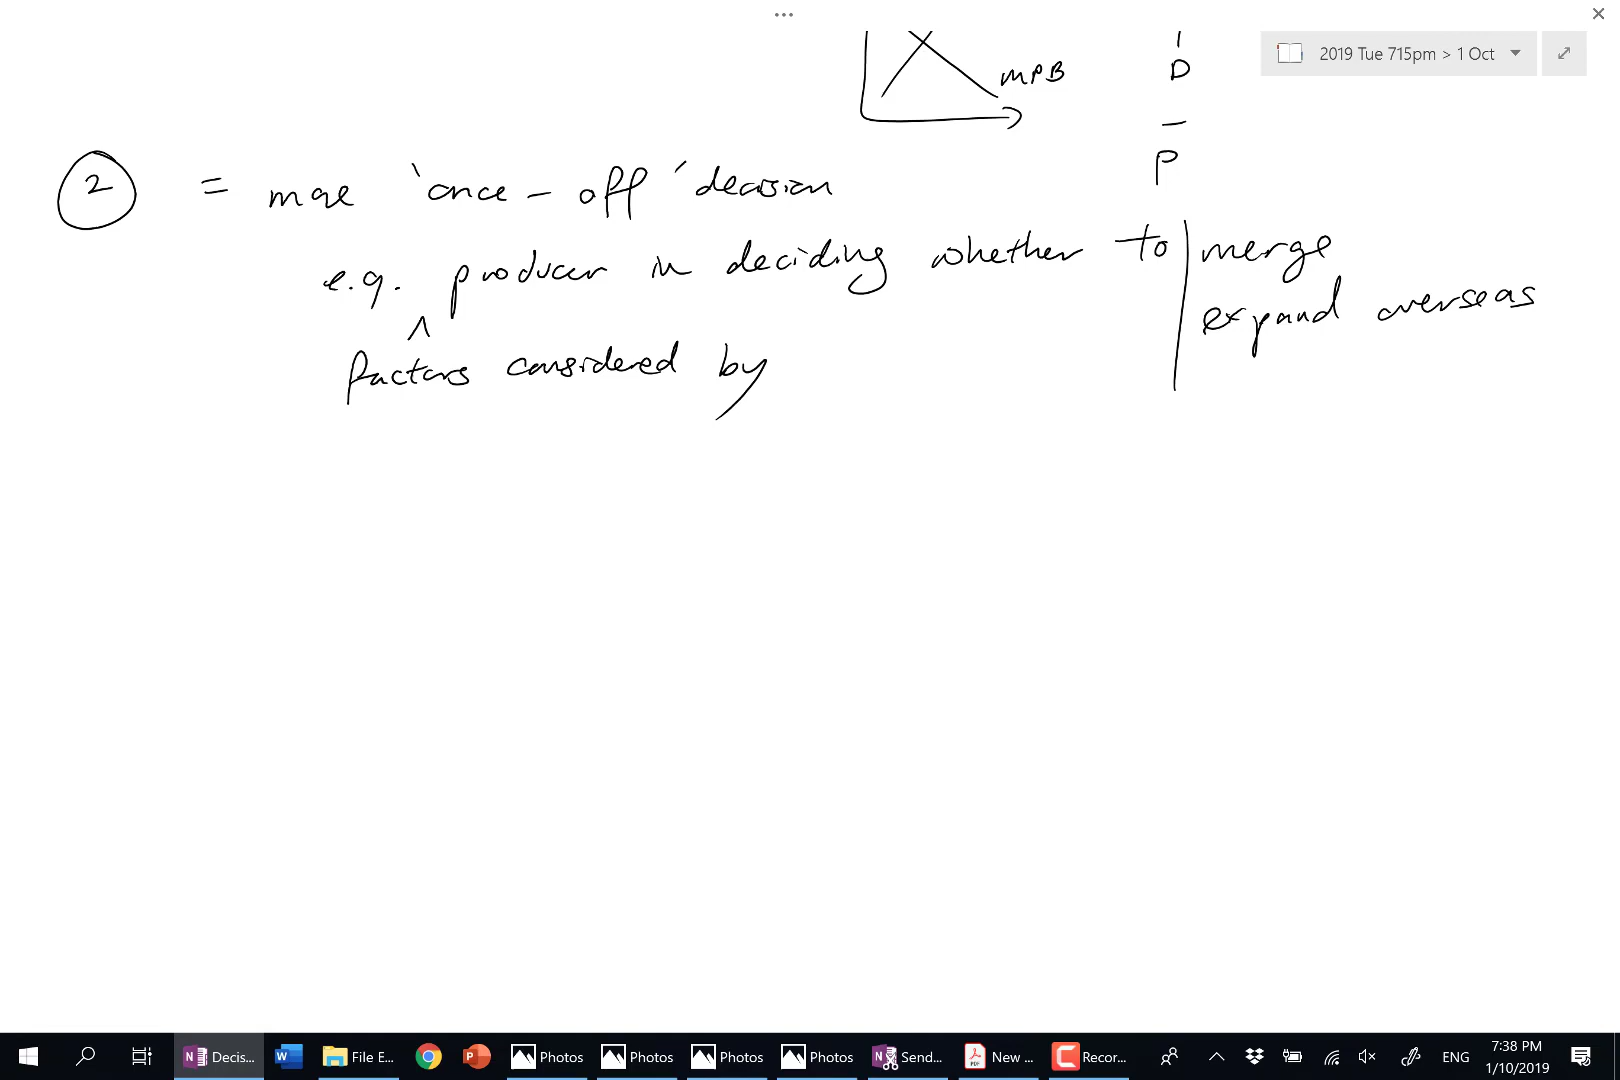 2019 Tue 715pm > 1 Oct
MPB
D
P
2 = more 'once-off' decision
e.g. producer in deciding whether to merge
expand overseas
^
factors considered by
Decis...
File E...
Photos
Photos
Photos
Photos
Send...
New ...
Recor...
ENG
7:38 PM
1/10/2019